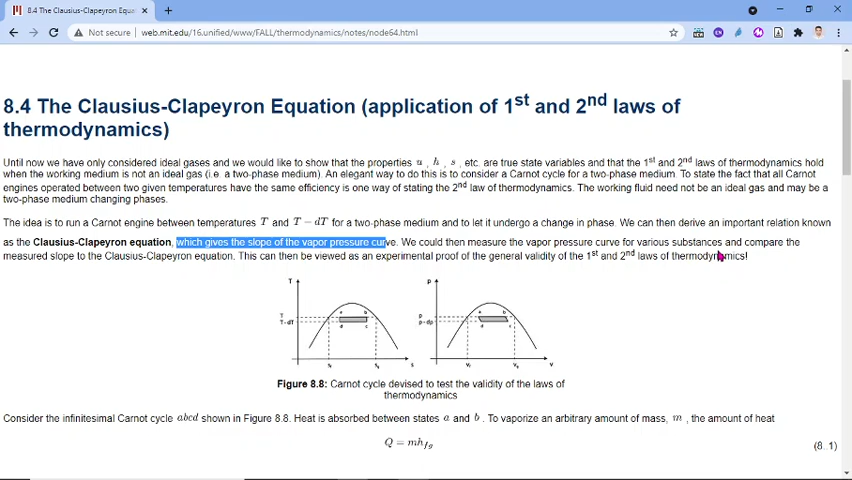 8.4 The Clausius-Clapeyron Equation
Not secure
web.mit.edu/16.unified/www/FALL/thermodynamics/notes/node64.html
8.4 The Clausius-Clapeyron Equation (application of 1st and 2nd laws of
thermodynamics)
Until now we have only considered ideal gases and we would like to show that the properties u , h , s , etc. are true state variables and that the 1st and 2nd laws of thermodynamics hold
when the working medium is not an ideal gas (i.e. a two-phase medium). An elegant way to do this is to consider a Carnot cycle for a two-phase medium. To state the fact that all Carnot
engines operated between two given temperatures have the same efficiency is one way of stating the 2nd law of thermodynamics. The working fluid need not be an ideal gas and may be a
two-phase medium changing phases.
The idea is to run a Carnot engine between temperatures T and T − dT for a two-phase medium and to let it undergo a change in phase. We can then derive an important relation known
as the Clausius-Clapeyron equation, which gives the slope of the vapor pressure curve. We could then measure the vapor pressure curve for various substances and compare the
measured slope to the Clausius-Clapeyron equation. This can then be viewed as an experimental proof of the general validity of the 1st and 2nd laws of thermodynamics!
T
p
a b
a b
T
T-dT
p
p-dp
d c
d c
s
v
Figure 8.8: Carnot cycle devised to test the validity of the laws of
thermodynamics
Consider the infinitesimal Carnot cycle abcd shown in Figure 8.8. Heat is absorbed between states a and b . To vaporize an arbitrary amount of mass, m , the amount of heat
Q = mhfg
(8..1)